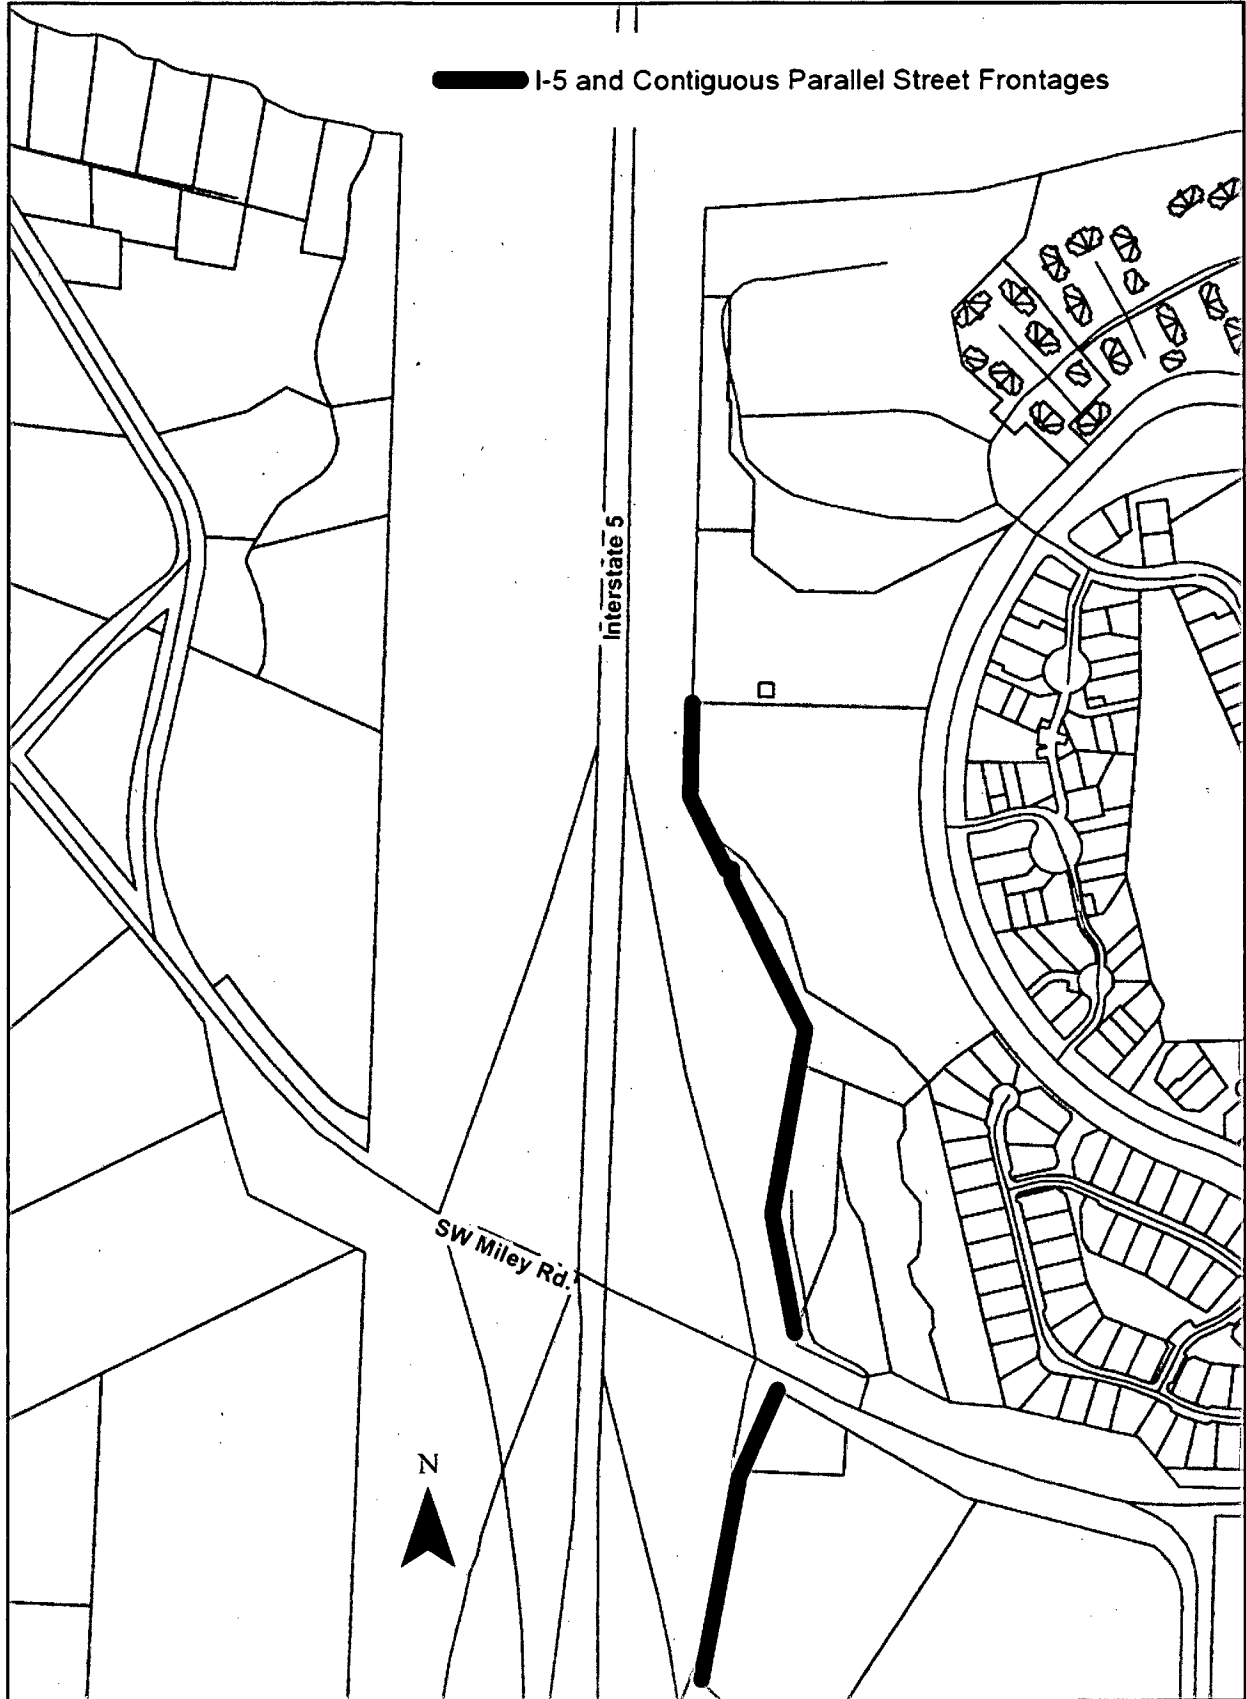 I-5 and Contiguous Parallel Street Frontages
Interstate 5
SW Miley Rd.
N